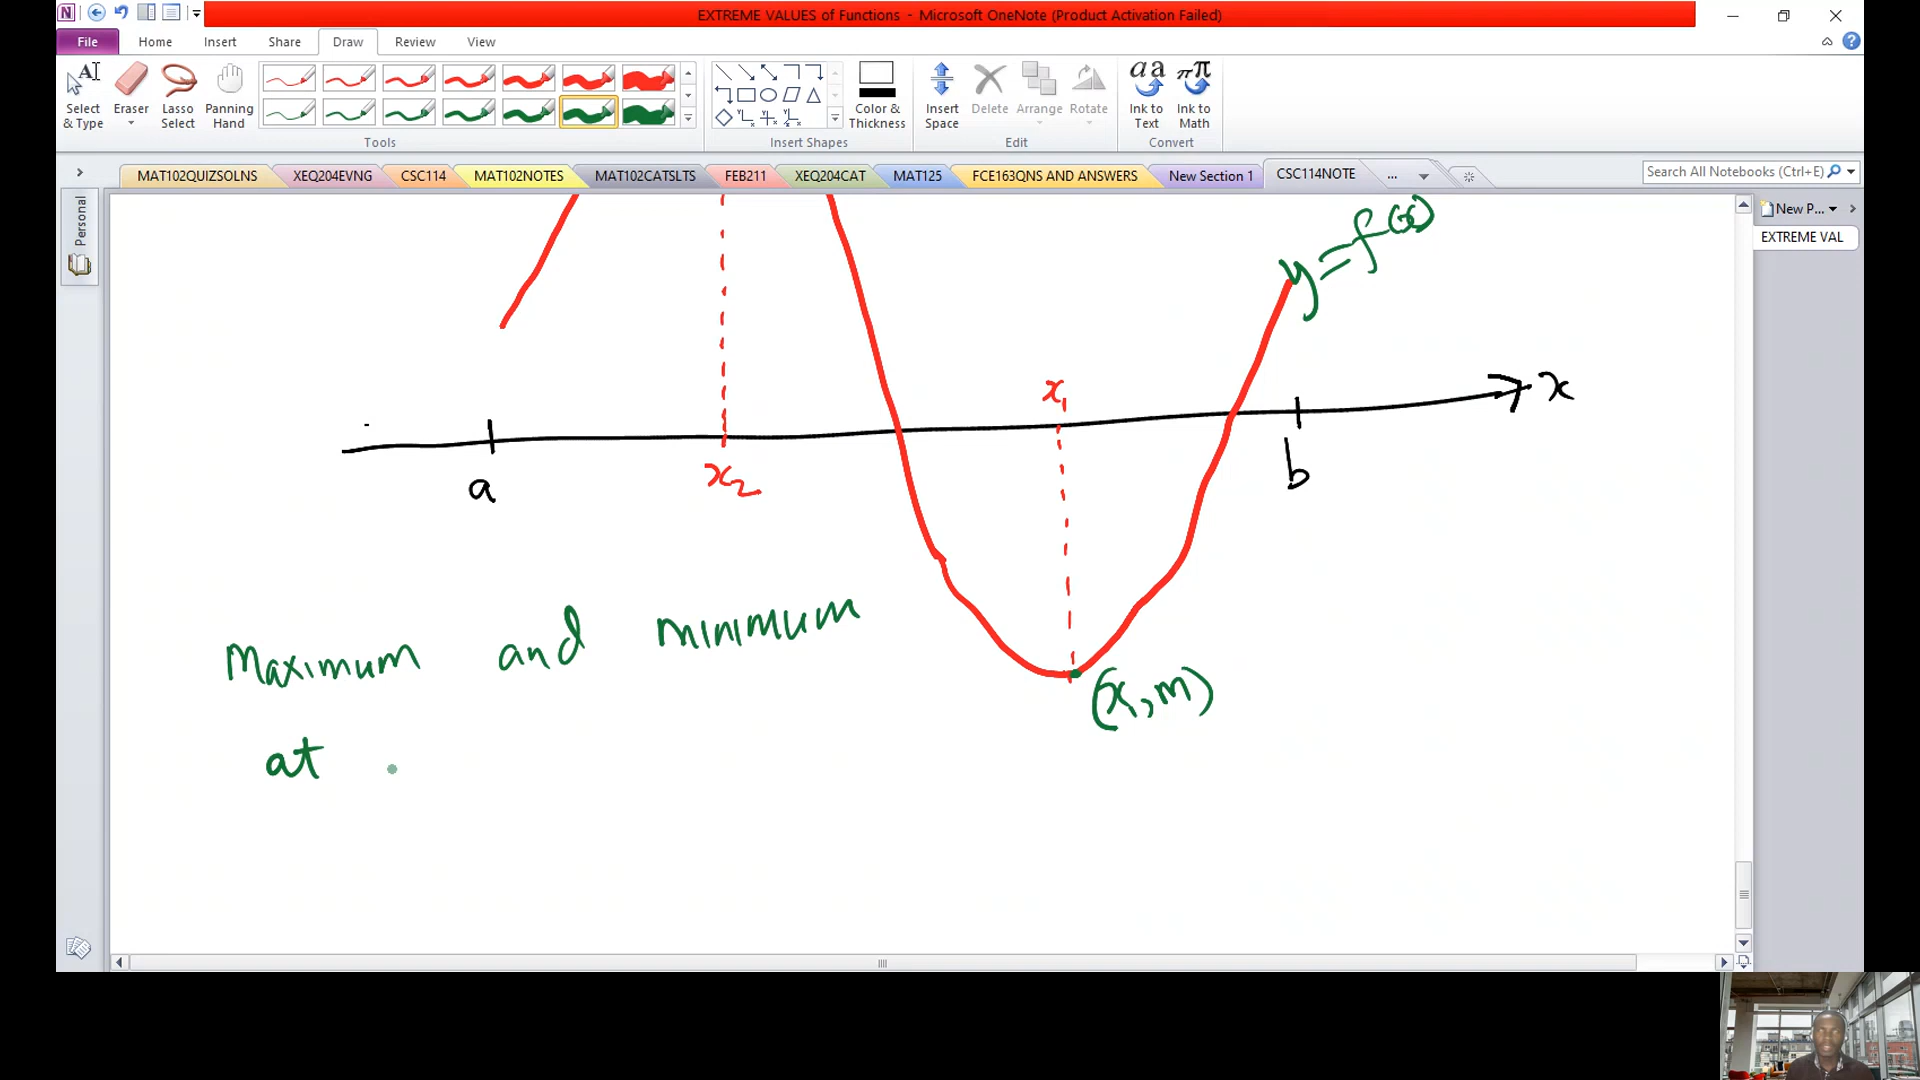 EXTREME VALUES of Functions - Microsoft OneNote (Product Activation Failed)
File Home Insert Share Draw Review View
Select & Type
Eraser
Lasso Select
Panning Hand
Tools
Insert Shapes
Color & Thickness
Insert Space
Delete
Arrange
Rotate
Edit
Ink to Text
Ink to Math
Convert
MAT102QUIZSOLNS XEQ204EVNG CSC114 MAT102NOTES MAT102CATSLTS FEB211 XEQ204CAT MAT125 FCE163QNS AND ANSWERS New Section 1 CSC114NOTE ...
Search All Notebooks (Ctrl+E)
Personal
New P...
EXTREME VAL
y=f(x)
x₁
x
a
x₂
b
Maximum and minimum
(x₁, m)
at